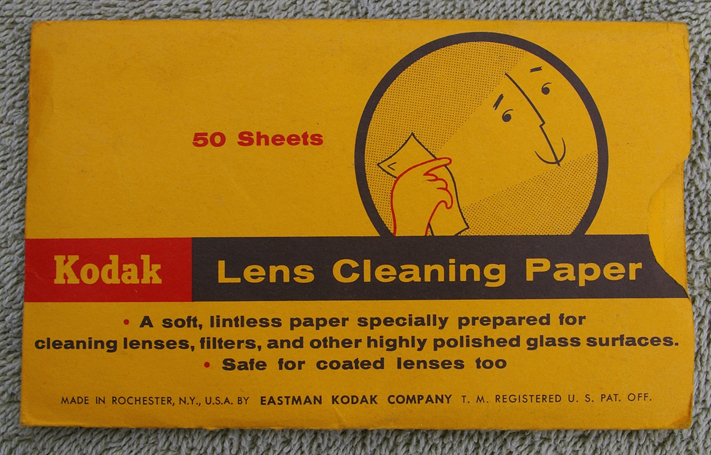 50 Sheets
Kodak Lens Cleaning Paper
• A soft, lintless paper specially prepared for
cleaning lenses, filters, and other highly polished glass surfaces.
• Safe for coated lenses too
MADE IN ROCHESTER, N.Y., U.S.A. BY EASTMAN KODAK COMPANY T. M. REGISTERED U. S. PAT. OFF.